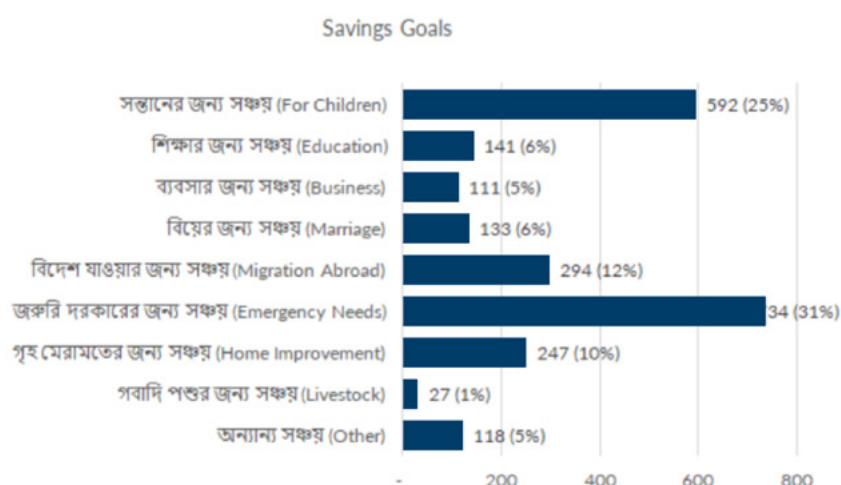 Savings Goals
সন্তানের জন্য সঞ্চয় (For Children) 592 (25%)
শিক্ষার জন্য সঞ্চয় (Education) 141 (6%)
ব্যবসার জন্য সঞ্চয় (Business) 111 (5%)
বিয়ের জন্য সঞ্চয় (Marriage) 133 (6%)
বিদেশ যাওয়ার জন্য সঞ্চয় (Migration Abroad) 294 (12%)
জরুরি দরকারের জন্য সঞ্চয় (Emergency Needs) 34 (31%)
গৃহ মেরামতের জন্য সঞ্চয় (Home Improvement) 247 (10%)
গবাদি পশুর জন্য সঞ্চয় (Livestock) 27 (1%)
অন্যান্য সঞ্চয় (Other) 118 (5%)
- 200 400 600 800